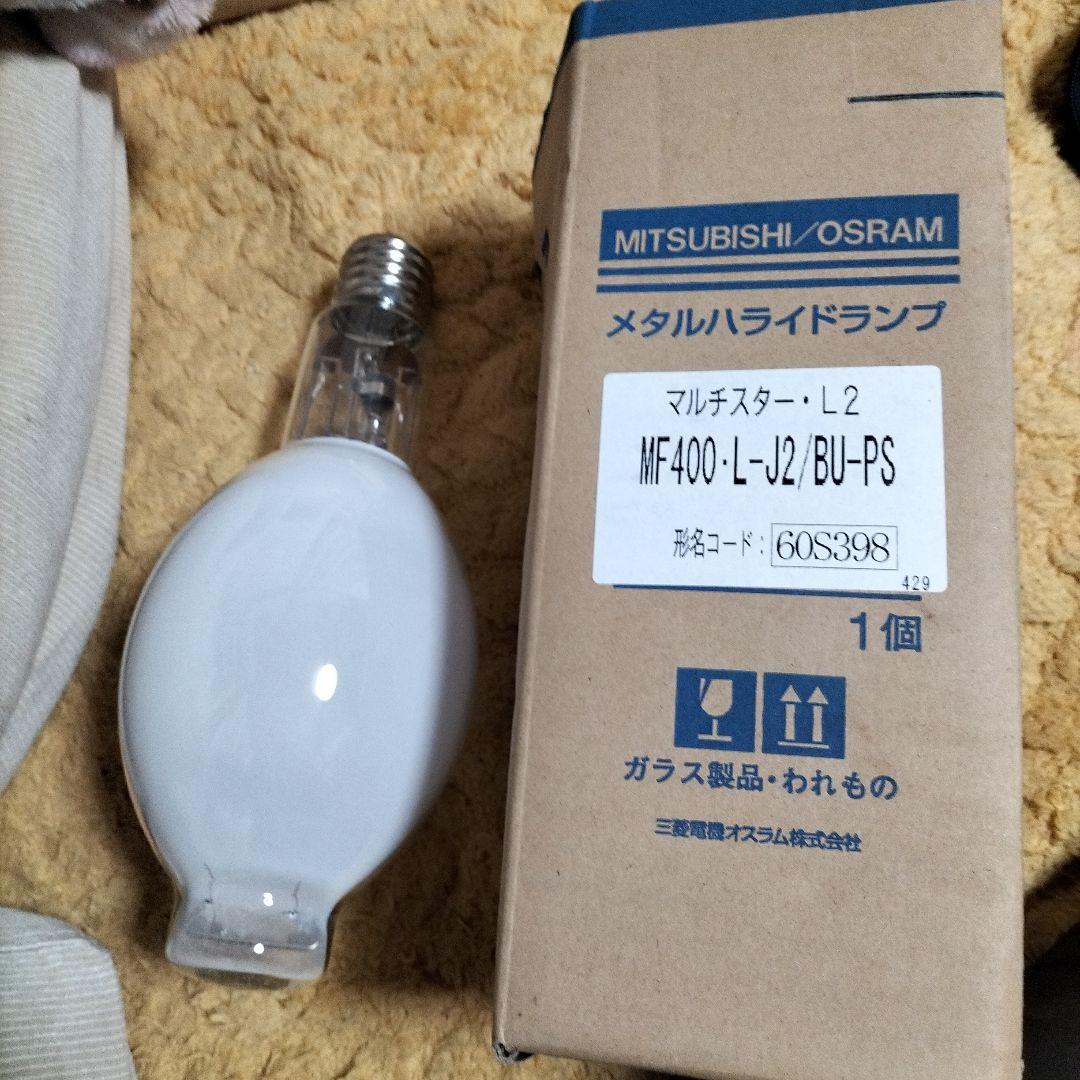 MITSUBISHI/OSRAM
メタルハライドランプ
マルチスター・L2
MF400・L-J2/BU-PS
形名コード：60S398
429
1個
ガラス製品・われもの
三菱電機オスラム株式会社